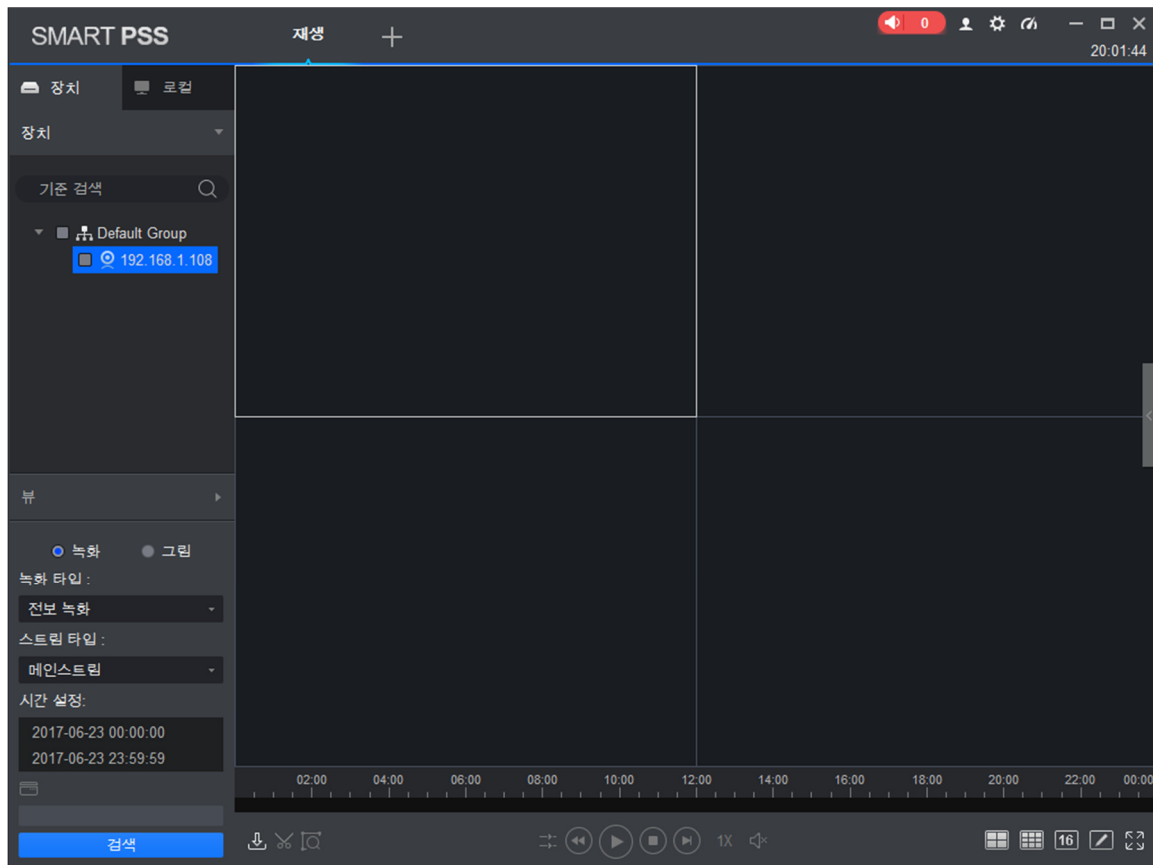 SMART PSS
재생
0
20:01:44
장치
로컬
장치
기준 검색
Default Group
192.168.1.108
뷰
녹화
그림
녹화 타입 :
전보 녹화
스트림 타입 :
메인스트림
시간 설정:
2017-06-23 00:00:00
2017-06-23 23:59:59
검색
02:00 04:00 06:00 08:00 10:00 12:00 14:00 16:00 18:00 20:00 22:00 00:00
1X
16